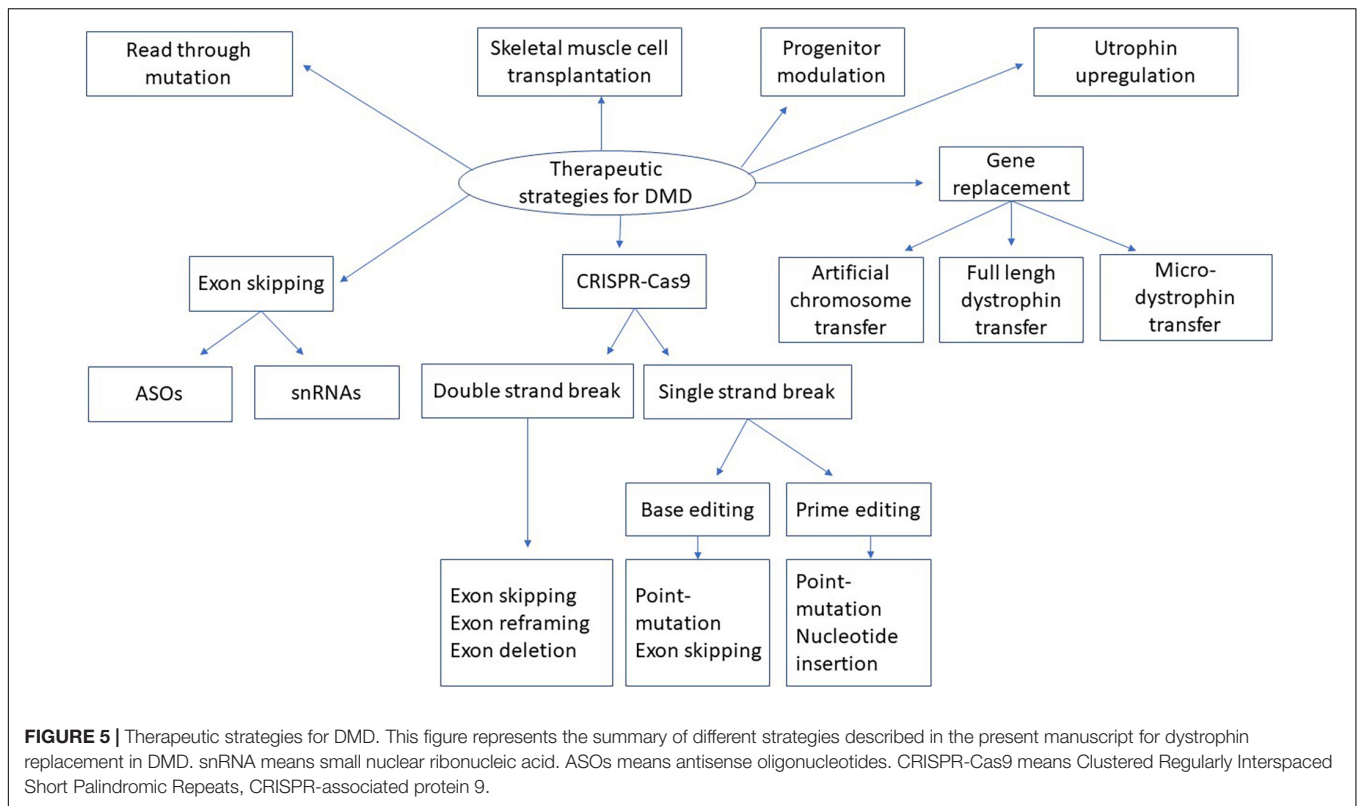 Read through
mutation
Skeletal muscle cell
transplantation
Progenitor
modulation
Utrophin
upregulation
Therapeutic
strategies for DMD
Gene
replacement
Exon skipping
CRISPR-Cas9
Artificial
chromosome
transfer
Full lengh
dystrophin
transfer
Micro-
dystrophin
transfer
ASOs
snRNAs
Double strand break
Single strand break
Base editing
Prime editing
Exon skipping
Exon reframing
Exon deletion
Point-
mutation
Exon skipping
Point-
mutation
Nucleotide
insertion
FIGURE 5 | Therapeutic strategies for DMD. This figure represents the summary of different strategies described in the present manuscript for dystrophin
replacement in DMD. snRNA means small nuclear ribonucleic acid. ASOs means antisense oligonucleotides. CRISPR-Cas9 means Clustered Regularly Interspaced
Short Palindromic Repeats, CRISPR-associated protein 9.